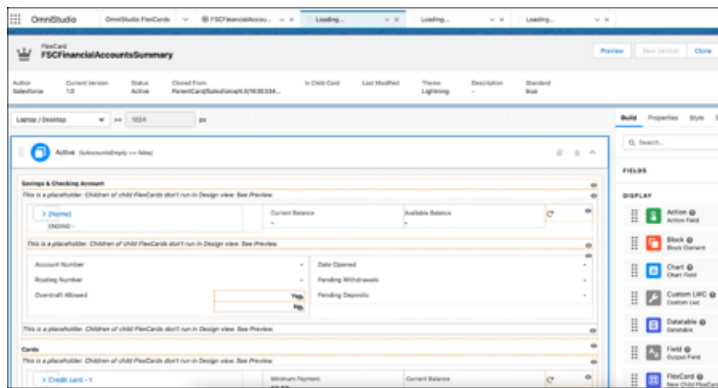 OmniStudio OmniStudio FlexCards FSCFinancialAccou... Loading... Loading... Loading...
FlexCard
FSCFinancialAccountsSummary
Preview New Version Clone
Author Current Version Status Cloned From Is Child Card Last Modified Theme Description Standard
Salesforce 1.0 Active Lightning - true
Laptop / Desktop >= 1024 px
Build Properties Style
Active (IsAccountsEmpty == false)
Search...
FIELDS
Savings & Checking Account
This is a placeholder. Children of child FlexCards don't run in Design view. See Preview.
DISPLAY
> {Name} Current Balance Available Balance
ENDING - - -
Action
Action Field
This is a placeholder. Children of child FlexCards don't run in Design view. See Preview.
Block
Block Element
Account Number - Date Opened -
Routing Number - Pending Withdrawals -
Chart
Chart Field
Overdraft Allowed Yes Pending Deposits -
No
Custom LWC
Custom Lwc
This is a placeholder. Children of child FlexCards don't run in Design view. See Preview.
Datatable
Datatable
Cards
This is a placeholder. Children of child FlexCards don't run in Design view. See Preview.
Field
Output Field
> Credit card - 1 Minimum Payment Current Balance
FlexCard
New Child FlexCar